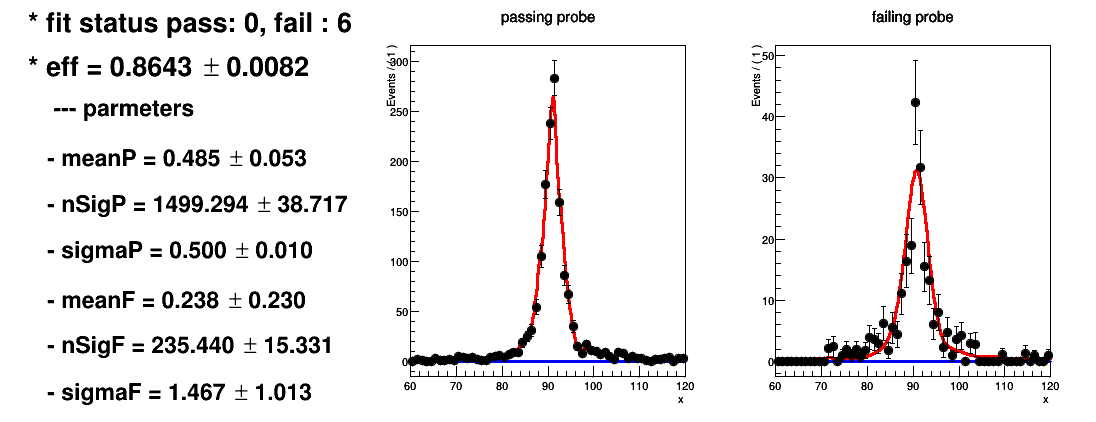 * fit status pass: 0, fail : 6
* eff = 0.8643 ± 0.0082
--- parmeters
- meanP = 0.485 ± 0.053
- nSigP = 1499.294 ± 38.717
- sigmaP = 0.500 ± 0.010
- meanF = 0.238 ± 0.230
- nSigF = 235.440 ± 15.331
- sigmaF = 1.467 ± 1.013
passing probe
Events / ( 1 )
300
250
200
150
100
50
0
60 70 80 90 100 110 120
x
failing probe
Events / ( 1 )
50
40
30
20
10
0
60 70 80 90 100 110 120
x